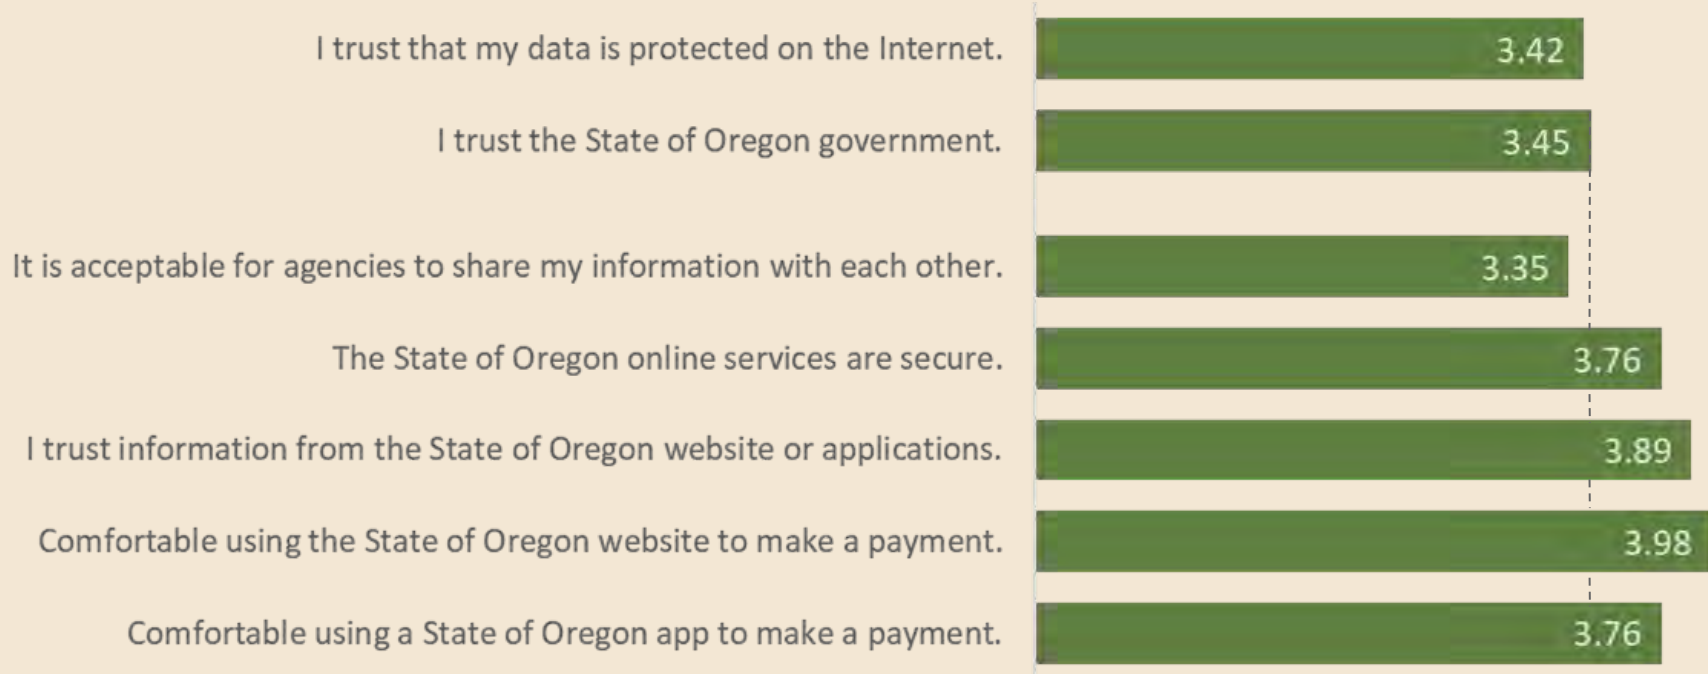 I trust that my data is protected on the Internet. 3.42
I trust the State of Oregon government. 3.45
It is acceptable for agencies to share my information with each other. 3.35
The State of Oregon online services are secure. 3.76
I trust information from the State of Oregon website or applications. 3.89
Comfortable using the State of Oregon website to make a payment. 3.98
Comfortable using a State of Oregon app to make a payment. 3.76